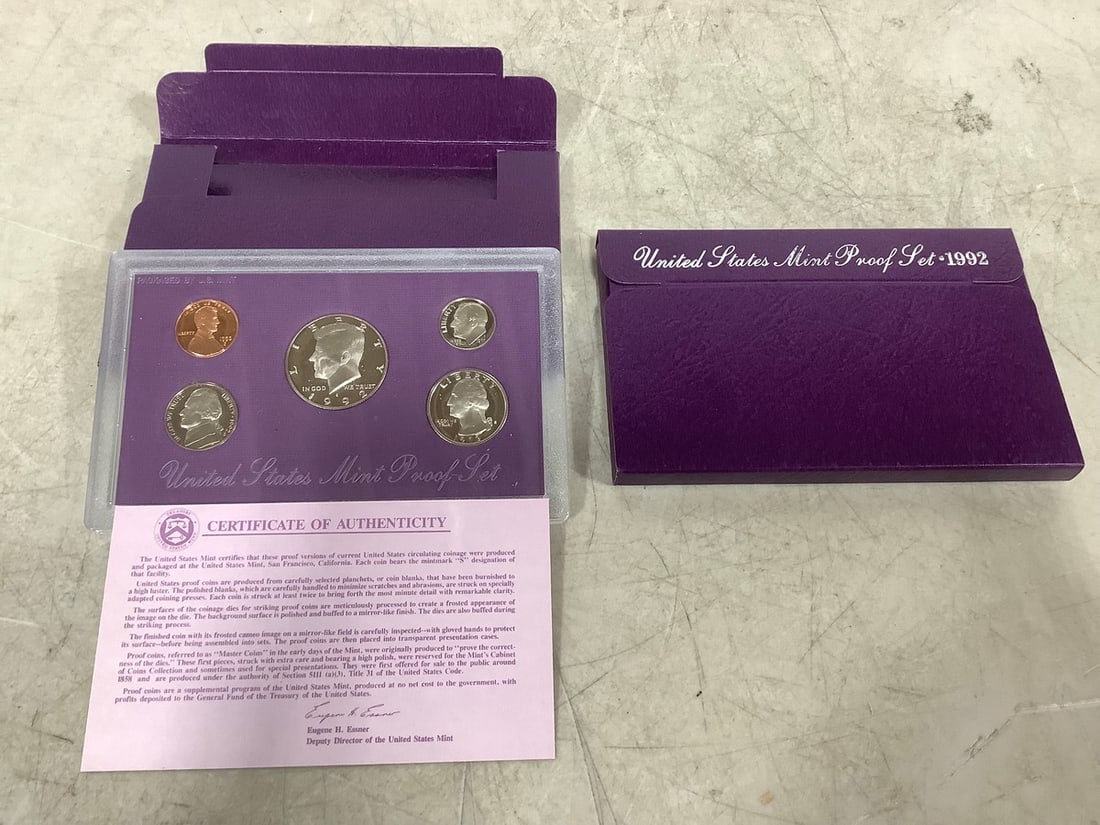 PACKAGED BY U.S. MINT
LIBERTY
IN GOD WE TRUST
1992
LIBERTY
LIBERTY
LIBERTY
United States Mint Proof Set
United States Mint Proof Set · 1992
CERTIFICATE OF AUTHENTICITY
The United States Mint certifies that these proof versions of current United States circulating coinage were produced
and packaged at the United States Mint, San Francisco, California. Each coin bears the mintmark "S" designation of
that facility.
United States proof coins are produced from carefully selected planchets, or coin blanks, that have been burnished to
a high luster. The polished blanks, which are carefully handled to minimize scratches and abrasions, are struck on specially
adapted coining presses. Each coin is struck at least twice to bring forth the most minute detail with remarkable clarity.
The surfaces of the coinage dies for striking proof coins are meticulously processed to create a frosted appearance of
the image on the die. The background surface is polished and buffed to a mirror-like finish. The dies are also buffed during
the striking process.
The finished coin with its frosted cameo image on a mirror-like field is carefully inspected--with gloved hands to protect
its surface--before being assembled into sets. The proof coins are then placed into transparent presentation cases.
Proof coins, referred to as "Master Coins" in the early days of the Mint, were originally produced to "prove the correct-
ness of the dies." These first pieces, struck with extra care and bearing a high polish, were reserved for the Mint's Cabinet
of Coins Collection and sometimes used for special presentations. They were first offered for sale to the public around
1858 and are produced under the authority of Section 5111 (a)(3), Title 31 of the United States Code.
Proof coins are a supplemental program of the United States Mint, produced at no net cost to the government, with
profits deposited to the General Fund of the Treasury of the United States.
Eugene H. Essner
Eugene H. Essner
Deputy Director of the United States Mint